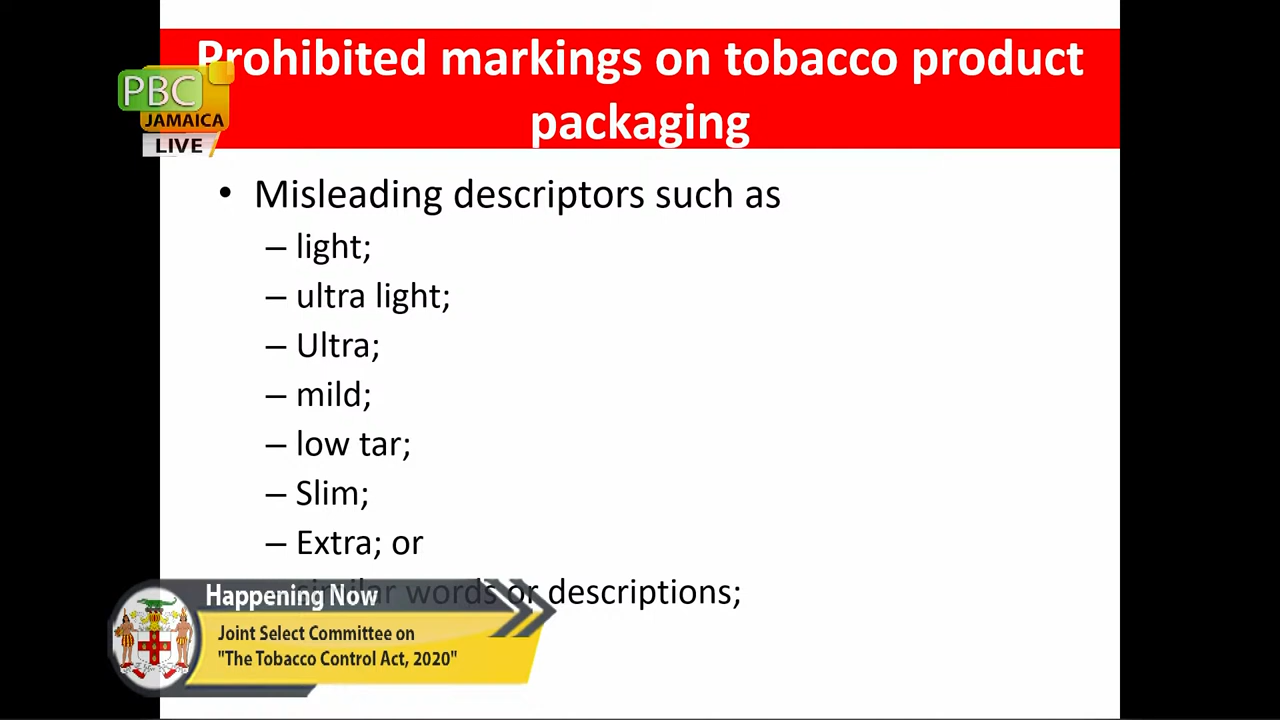 Prohibited markings on tobacco product
packaging
PBC
JAMAICA
LIVE
• Misleading descriptors such as
– light;
– ultra light;
– Ultra;
– mild;
– low tar;
– Slim;
– Extra; or
– similar words or descriptions;
Happening Now
Joint Select Committee on
"The Tobacco Control Act, 2020"